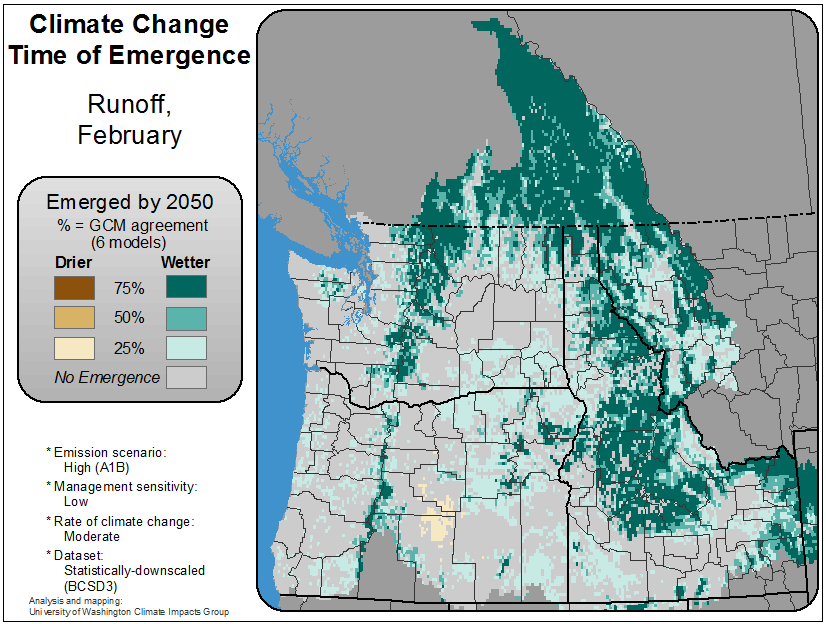 Climate Change
Time of Emergence
Runoff,
February
Emerged by 2050
% = GCM agreement
(6 models)
Drier Wetter
75%
50%
25%
No Emergence
* Emission scenario:
High (A1B)
* Management sensitivity:
Low
* Rate of climate change:
Moderate
* Dataset:
Statistically-downscaled
(BCSD3)
Analysis and mapping:
University of Washington Climate Impacts Group